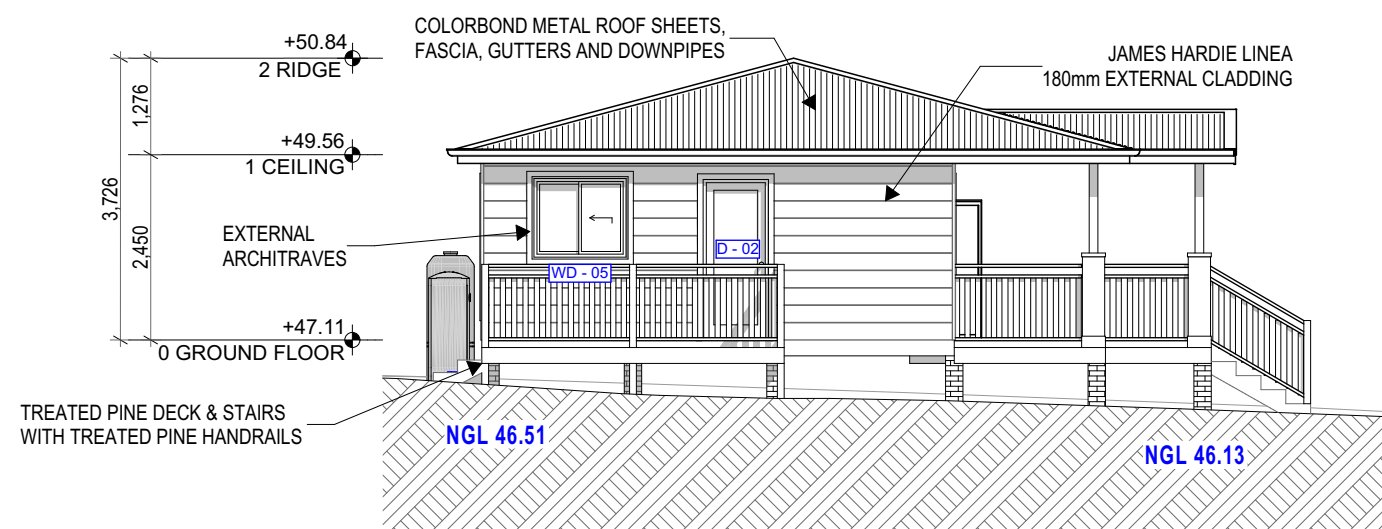 COLORBOND METAL ROOF SHEETS,
FASCIA, GUTTERS AND DOWNPIPES
JAMES HARDIE LINEA
180mm EXTERNAL CLADDING
+50.84
2 RIDGE
1,276
+49.56
1 CEILING
3,726
2,450
EXTERNAL
ARCHITRAVES
D - 02
WD - 05
+47.11
0 GROUND FLOOR
TREATED PINE DECK & STAIRS
WITH TREATED PINE HANDRAILS
NGL 46.51
NGL 46.13